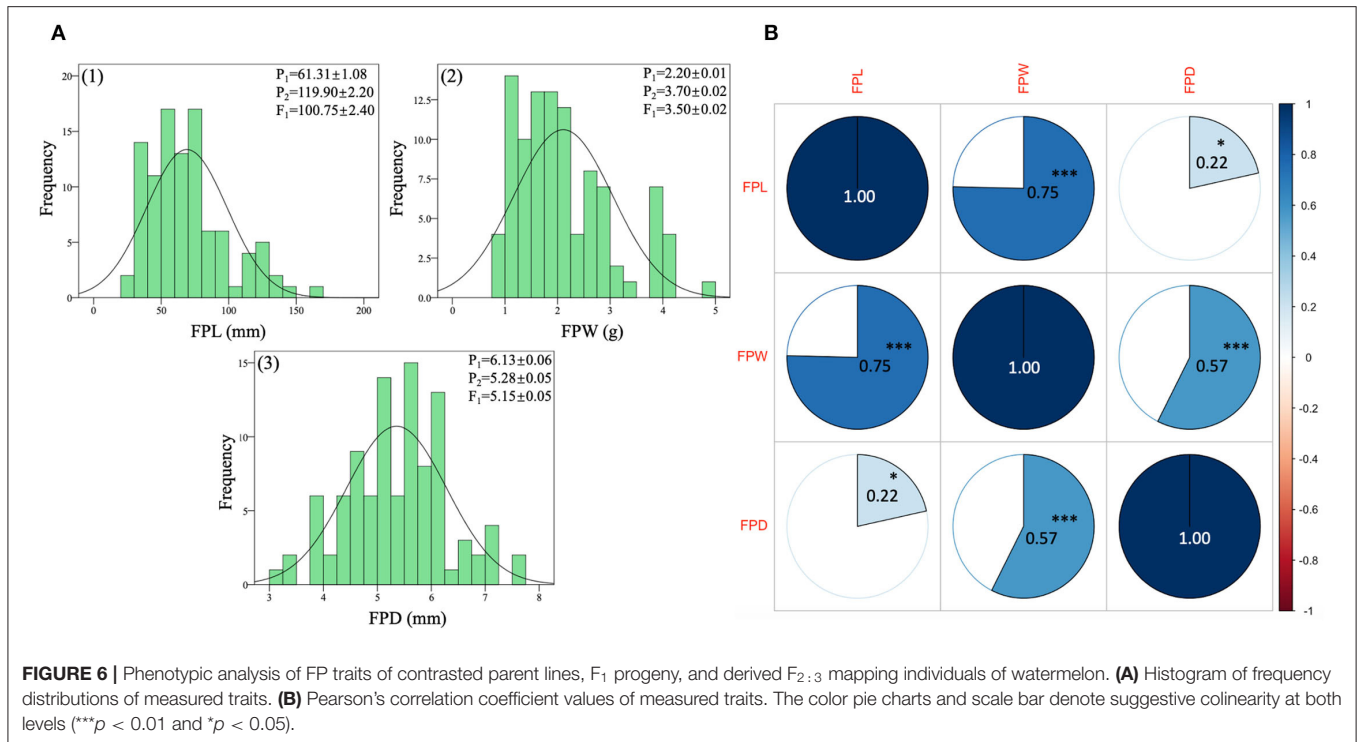 A
(1)
P₁=61.31±1.08
P₂=119.90±2.20
F₁=100.75±2.40
Frequency
20
15
10
5
0
0 50 100 150 200
FPL (mm)
(2)
P₁=2.20±0.01
P₂=3.70±0.02
F₁=3.50±0.02
Frequency
12.5
10.0
7.5
5.0
2.5
0.0
0 1 2 3 4 5
FPW (g)
(3)
P₁=6.13±0.06
P₂=5.28±0.05
F₁=5.15±0.05
Frequency
15
10
5
0
3 4 5 6 7 8
FPD (mm)
B
FPL FPW FPD
FPL
1.00
***
0.75
*
0.22
FPW
***
0.75
1.00
***
0.57
FPD
*
0.22
***
0.57
1.00
1
0.8
0.6
0.4
0.2
0
-0.2
-0.4
-0.6
-0.8
-1
FIGURE 6 | Phenotypic analysis of FP traits of contrasted parent lines, F₁ progeny, and derived F₂:₃ mapping individuals of watermelon. (A) Histogram of frequency
distributions of measured traits. (B) Pearson's correlation coefficient values of measured traits. The color pie charts and scale bar denote suggestive colinearity at both
levels (***p < 0.01 and *p < 0.05).